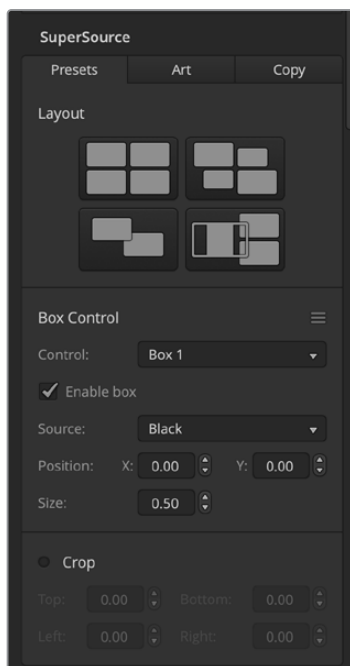 SuperSource
Presets Art Copy
Layout
Box Control
Control: Box 1
Enable box
Source: Black
Position: X: 0.00 Y: 0.00
Size: 0.50
Crop
Top: 0.00 Bottom: 0.00
Left: 0.00 Right: 0.00